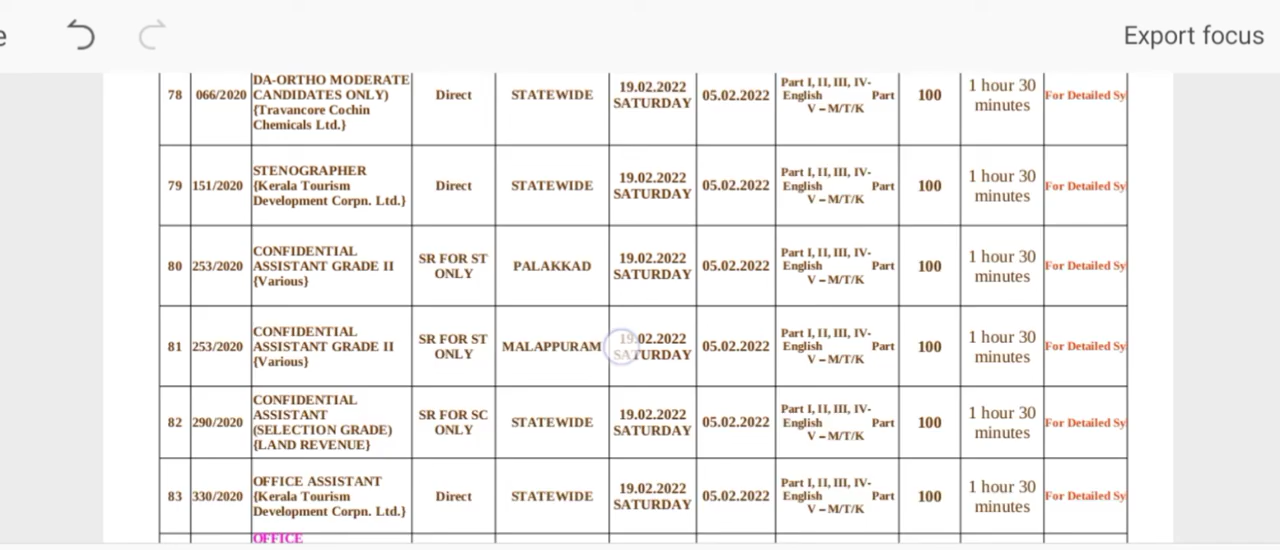 e
Export focus
78 066/2020 DA-ORTHO MODERATE CANDIDATES ONLY) {Travancore Cochin Chemicals Ltd.} Direct STATEWIDE 19.02.2022 SATURDAY 05.02.2022 Part I, II, III, IV- English Part V – M/T/K 100 1 hour 30 minutes For Detailed Sy
79 151/2020 STENOGRAPHER {Kerala Tourism Development Corpn. Ltd.} Direct STATEWIDE 19.02.2022 SATURDAY 05.02.2022 Part I, II, III, IV- English Part V – M/T/K 100 1 hour 30 minutes For Detailed Sy
80 253/2020 CONFIDENTIAL ASSISTANT GRADE II {Various} SR FOR ST ONLY PALAKKAD 19.02.2022 SATURDAY 05.02.2022 Part I, II, III, IV- English Part V – M/T/K 100 1 hour 30 minutes For Detailed Sy
81 253/2020 CONFIDENTIAL ASSISTANT GRADE II {Various} SR FOR ST ONLY MALAPPURAM 19.02.2022 SATURDAY 05.02.2022 Part I, II, III, IV- English Part V – M/T/K 100 1 hour 30 minutes For Detailed Sy
82 290/2020 CONFIDENTIAL ASSISTANT (SELECTION GRADE) {LAND REVENUE} SR FOR SC ONLY STATEWIDE 19.02.2022 SATURDAY 05.02.2022 Part I, II, III, IV- English Part V – M/T/K 100 1 hour 30 minutes For Detailed Sy
83 330/2020 OFFICE ASSISTANT {Kerala Tourism Development Corpn. Ltd.} Direct STATEWIDE 19.02.2022 SATURDAY 05.02.2022 Part I, II, III, IV- English Part V – M/T/K 100 1 hour 30 minutes For Detailed Sy
OFFICE